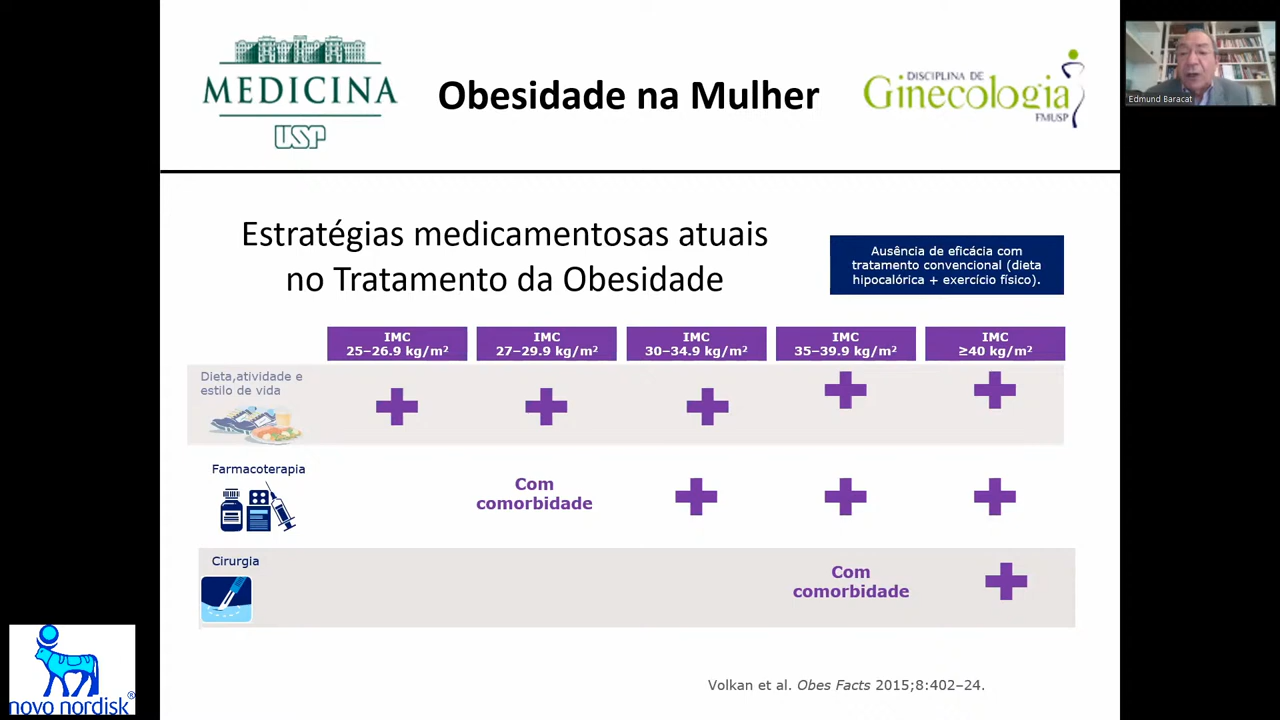 MEDICINA
USP
Obesidade na Mulher
DISCIPLINA DE
Ginecologia
FMUSP
Edmund Baracat
Estratégias medicamentosas atuais
no Tratamento da Obesidade
Ausência de eficácia com
tratamento convencional (dieta
hipocalórica + exercício físico).
IMC
25–26.9 kg/m²
IMC
27–29.9 kg/m²
IMC
30–34.9 kg/m²
IMC
35–39.9 kg/m²
IMC
≥40 kg/m²
Dieta,atividade e
estilo de vida
Farmacoterapia
Com
comorbidade
Cirurgia
Com
comorbidade
novo nordisk®
Volkan et al. Obes Facts 2015;8:402–24.